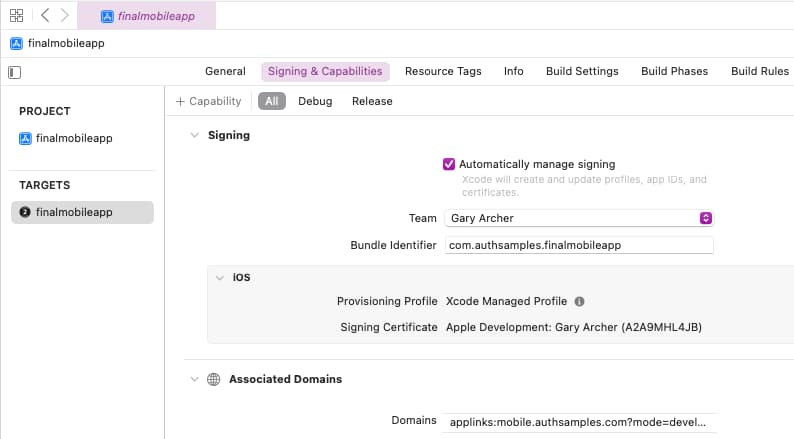 finalmobileapp
finalmobileapp
General Signing & Capabilities Resource Tags Info Build Settings Build Phases Build Rules
+ Capability All Debug Release
PROJECT
finalmobileapp
TARGETS
2 finalmobileapp
Signing
Automatically manage signing
Xcode will create and update profiles, app IDs, and
certificates.
Team Gary Archer
Bundle Identifier com.authsamples.finalmobileapp
iOS
Provisioning Profile Xcode Managed Profile
Signing Certificate Apple Development: Gary Archer (A2A9MHL4JB)
Associated Domains
Domains applinks:mobile.authsamples.com?mode=devel...